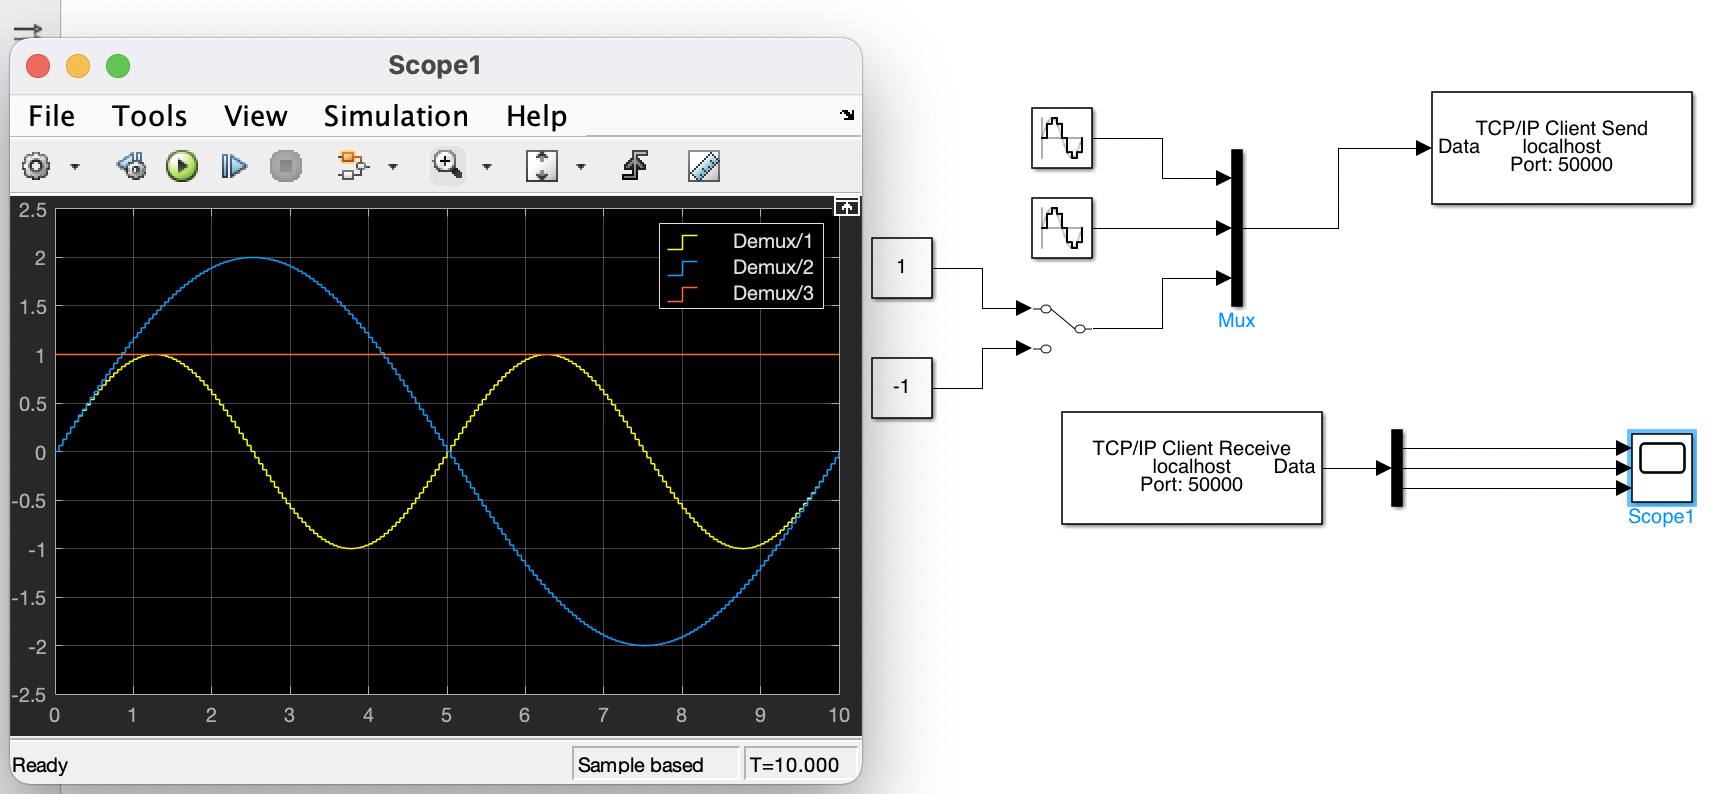 Scope1
File Tools View Simulation Help
2.5
2
1.5
1
0.5
0
-0.5
-1
-1.5
-2
-2.5
0 1 2 3 4 5 6 7 8 9 10
Demux/1
Demux/2
Demux/3
Ready
Sample based
T=10.000
1
-1
Mux
TCP/IP Client Send
Data localhost
Port: 50000
TCP/IP Client Receive
localhost Data
Port: 50000
Scope1